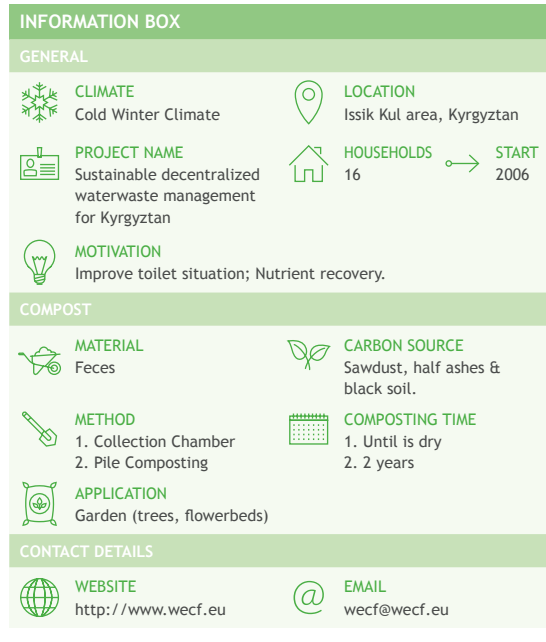 INFORMATION BOX
GENERAL
CLIMATE
Cold Winter Climate
LOCATION
Issik Kul area, Kyrgyztan
PROJECT NAME
Sustainable decentralized
waterwaste management
for Kyrgyztan
HOUSEHOLDS
16
START
2006
MOTIVATION
Improve toilet situation; Nutrient recovery.
COMPOST
MATERIAL
Feces
CARBON SOURCE
Sawdust, half ashes &
black soil.
METHOD
1. Collection Chamber
2. Pile Composting
COMPOSTING TIME
1. Until is dry
2. 2 years
APPLICATION
Garden (trees, flowerbeds)
CONTACT DETAILS
WEBSITE
http://www.wecf.eu
@
EMAIL
wecf@wecf.eu